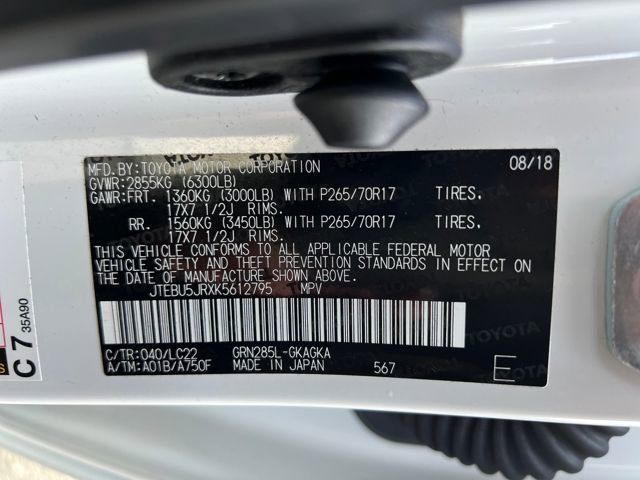 MFD.BY:TOYOTA MOTOR CORPORATION 08/18
GVWR:2855KG (6300LB)
GAWR:FRT. 1360KG (3000LB) WITH P265/70R17 TIRES,
17X7 1/2J RIMS.
RR. 1560KG (3450LB) WITH P265/70R17 TIRES,
17X7 1/2J RIMS.
THIS VEHICLE CONFORMS TO ALL APPLICABLE FEDERAL MOTOR
VEHICLE SAFETY AND THEFT PREVENTION STANDARDS IN EFFECT ON THE
DATE OF MANUFACTURE SHOWN ABOVE.
JTEBU5JRXK5612795 MPV
C/TR:040/LC22 GRN285L-GKAGKA
A/TM:A01B/A750F MADE IN JAPAN 567 E
C 7 35A90
TOYOTA